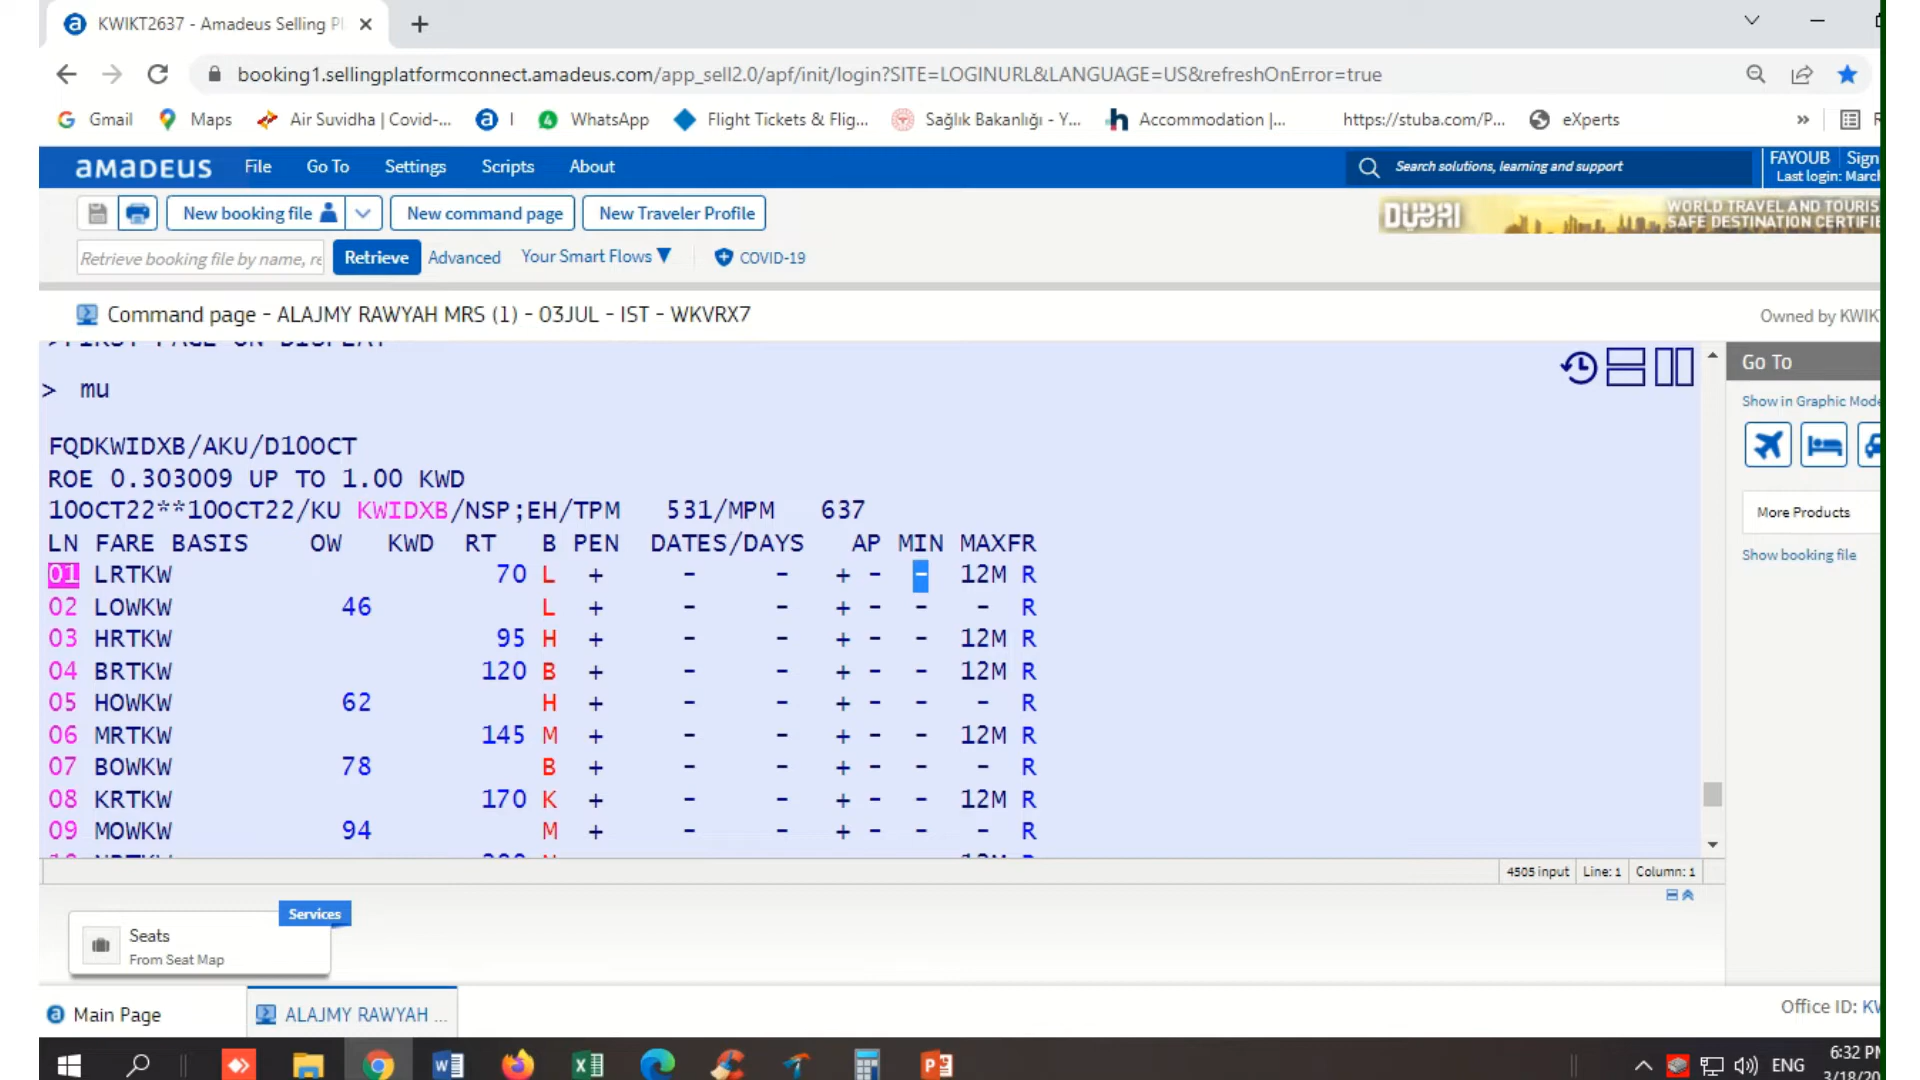 KWIKT2637 - Amadeus Selling Pl
booking1.sellingplatformconnect.amadeus.com/app_sell2.0/apf/init/login?SITE=LOGINURL&LANGUAGE=US&refreshOnError=true
Gmail Maps Air Suvidha | Covid-... I WhatsApp Flight Tickets & Flig... Sağlık Bakanlığı - Y... Accommodation |... https://stuba.com/P... eXperts » R
amadeus File Go To Settings Scripts About Search solutions, learning and support FAYOUB Sign
Last login: March
New booking file New command page New Traveler Profile DUBAI WORLD TRAVEL AND TOURIS
SAFE DESTINATION CERTIFIE
Retrieve booking file by name, re Retrieve Advanced Your Smart Flows COVID-19
Command page - ALAJMY RAWYAH MRS (1) - 03JUL - IST - WKVRX7 Owned by KWIK
>FIRST PAGE ON DISPLAY
> mu
FQDKWIDXB/AKU/D10OCT
ROE 0.303009 UP TO 1.00 KWD
10OCT22**10OCT22/KU KWIDXB/NSP;EH/TPM 531/MPM 637
LN FARE BASIS OW KWD RT B PEN DATES/DAYS AP MIN MAXFR
01 LRTKW 70 L + - - + - - 12M R
02 LOWKW 46 L + - - + - - - R
03 HRTKW 95 H + - - + - - 12M R
04 BRTKW 120 B + - - + - - 12M R
05 HOWKW 62 H + - - + - - - R
06 MRTKW 145 M + - - + - - 12M R
07 BOWKW 78 B + - - + - - - R
08 KRTKW 170 K + - - + - - 12M R
09 MOWKW 94 M + - - + - - - R
Go To
Show in Graphic Mode
More Products
Show booking file
4505 input Line: 1 Column: 1
Services
Seats
From Seat Map
Main Page ALAJMY RAWYAH ... Office ID: KW
ENG 6:32 PM
3/18/20